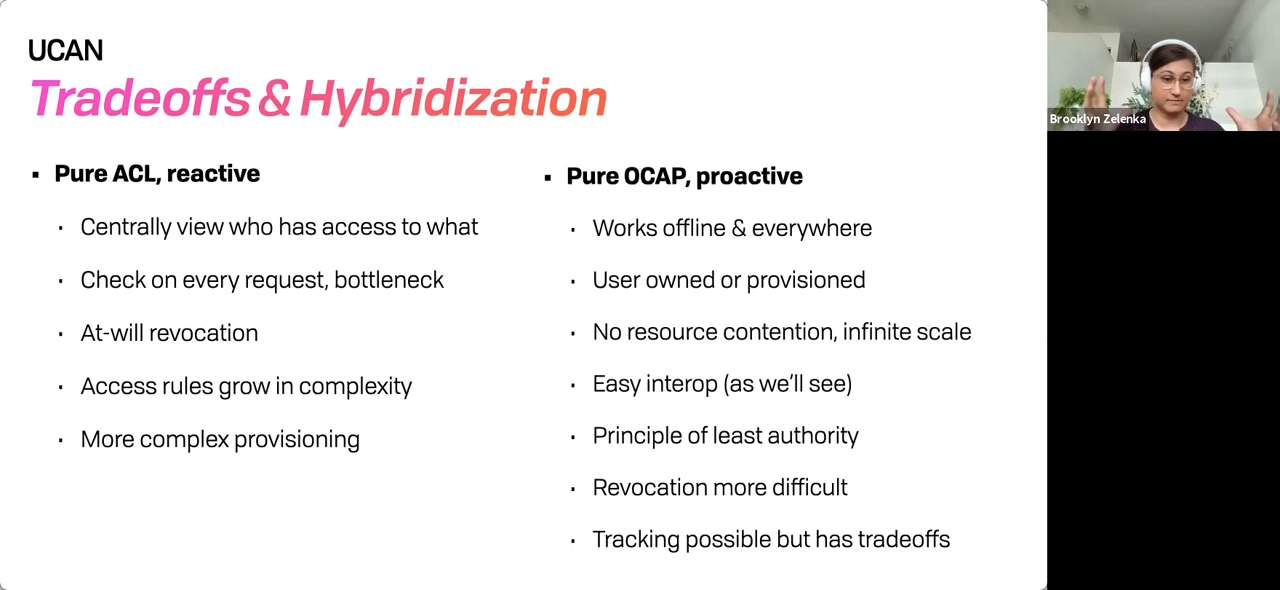 UCAN
Tradeoffs & Hybridization
▪ Pure ACL, reactive
· Centrally view who has access to what
· Check on every request, bottleneck
· At-will revocation
· Access rules grow in complexity
· More complex provisioning
▪ Pure OCAP, proactive
· Works offline & everywhere
· User owned or provisioned
· No resource contention, infinite scale
· Easy interop (as we’ll see)
· Principle of least authority
· Revocation more difficult
· Tracking possible but has tradeoffs
Brooklyn Zelenka